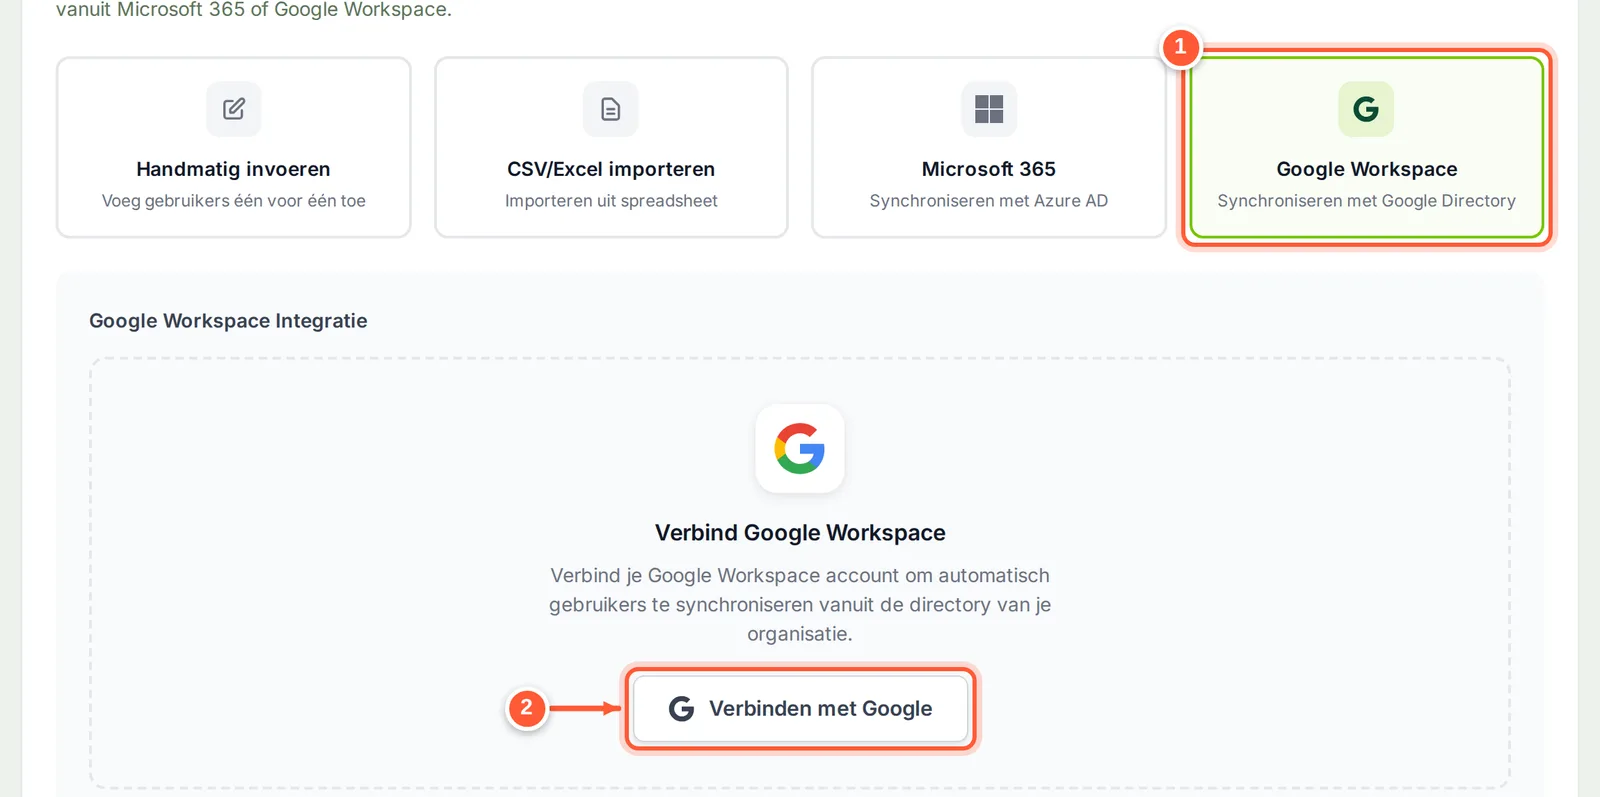 vanuit Microsoft 365 of Google Workspace.
1
Handmatig invoeren
Voeg gebruikers één voor één toe
CSV/Excel importeren
Importeren uit spreadsheet
Microsoft 365
Synchroniseren met Azure AD
Google Workspace
Synchroniseren met Google Directory
Google Workspace Integratie
Verbind Google Workspace
Verbind je Google Workspace account om automatisch
gebruikers te synchroniseren vanuit de directory van je
organisatie.
2
Verbinden met Google